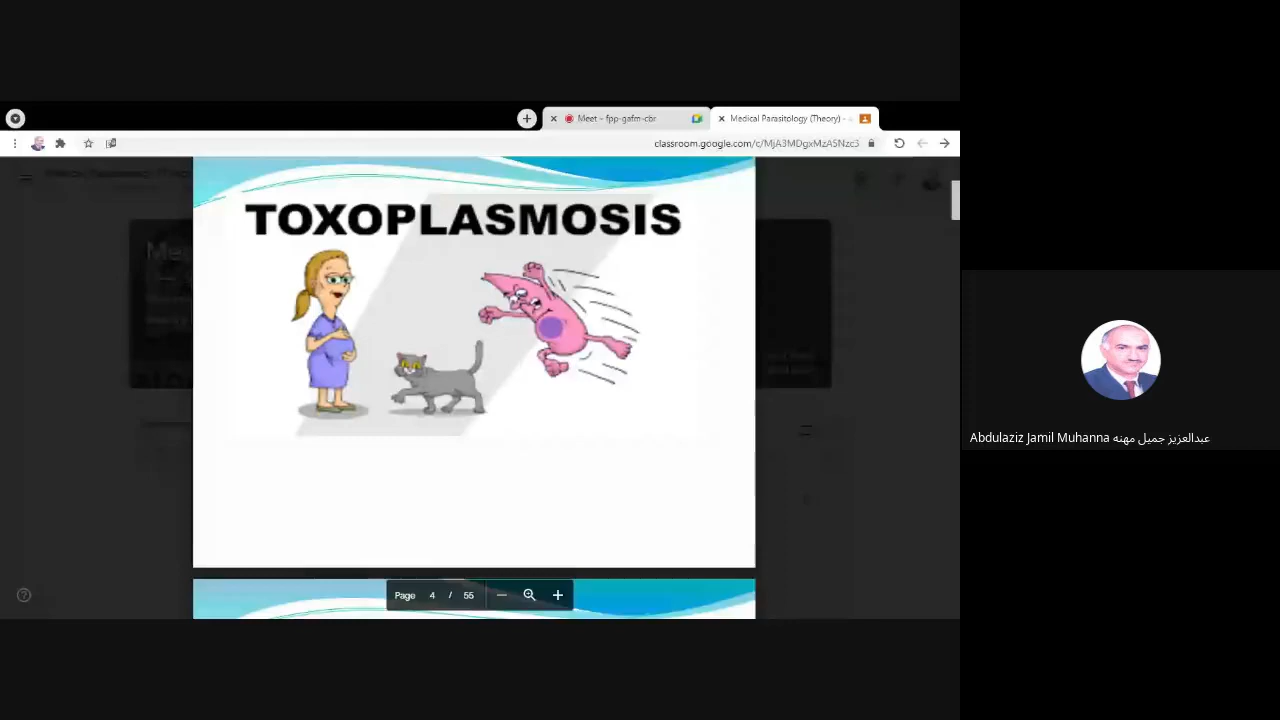 Meet – fpp-gafm-cbr
Medical Parasitology (Theory) -
classroom.google.com/c/MjA3MDgxMzA5Nzc3
TOXOPLASMOSIS
Abdulaziz Jamil Muhanna عبدالعزيز جميل مهنه
Page 4 / 55